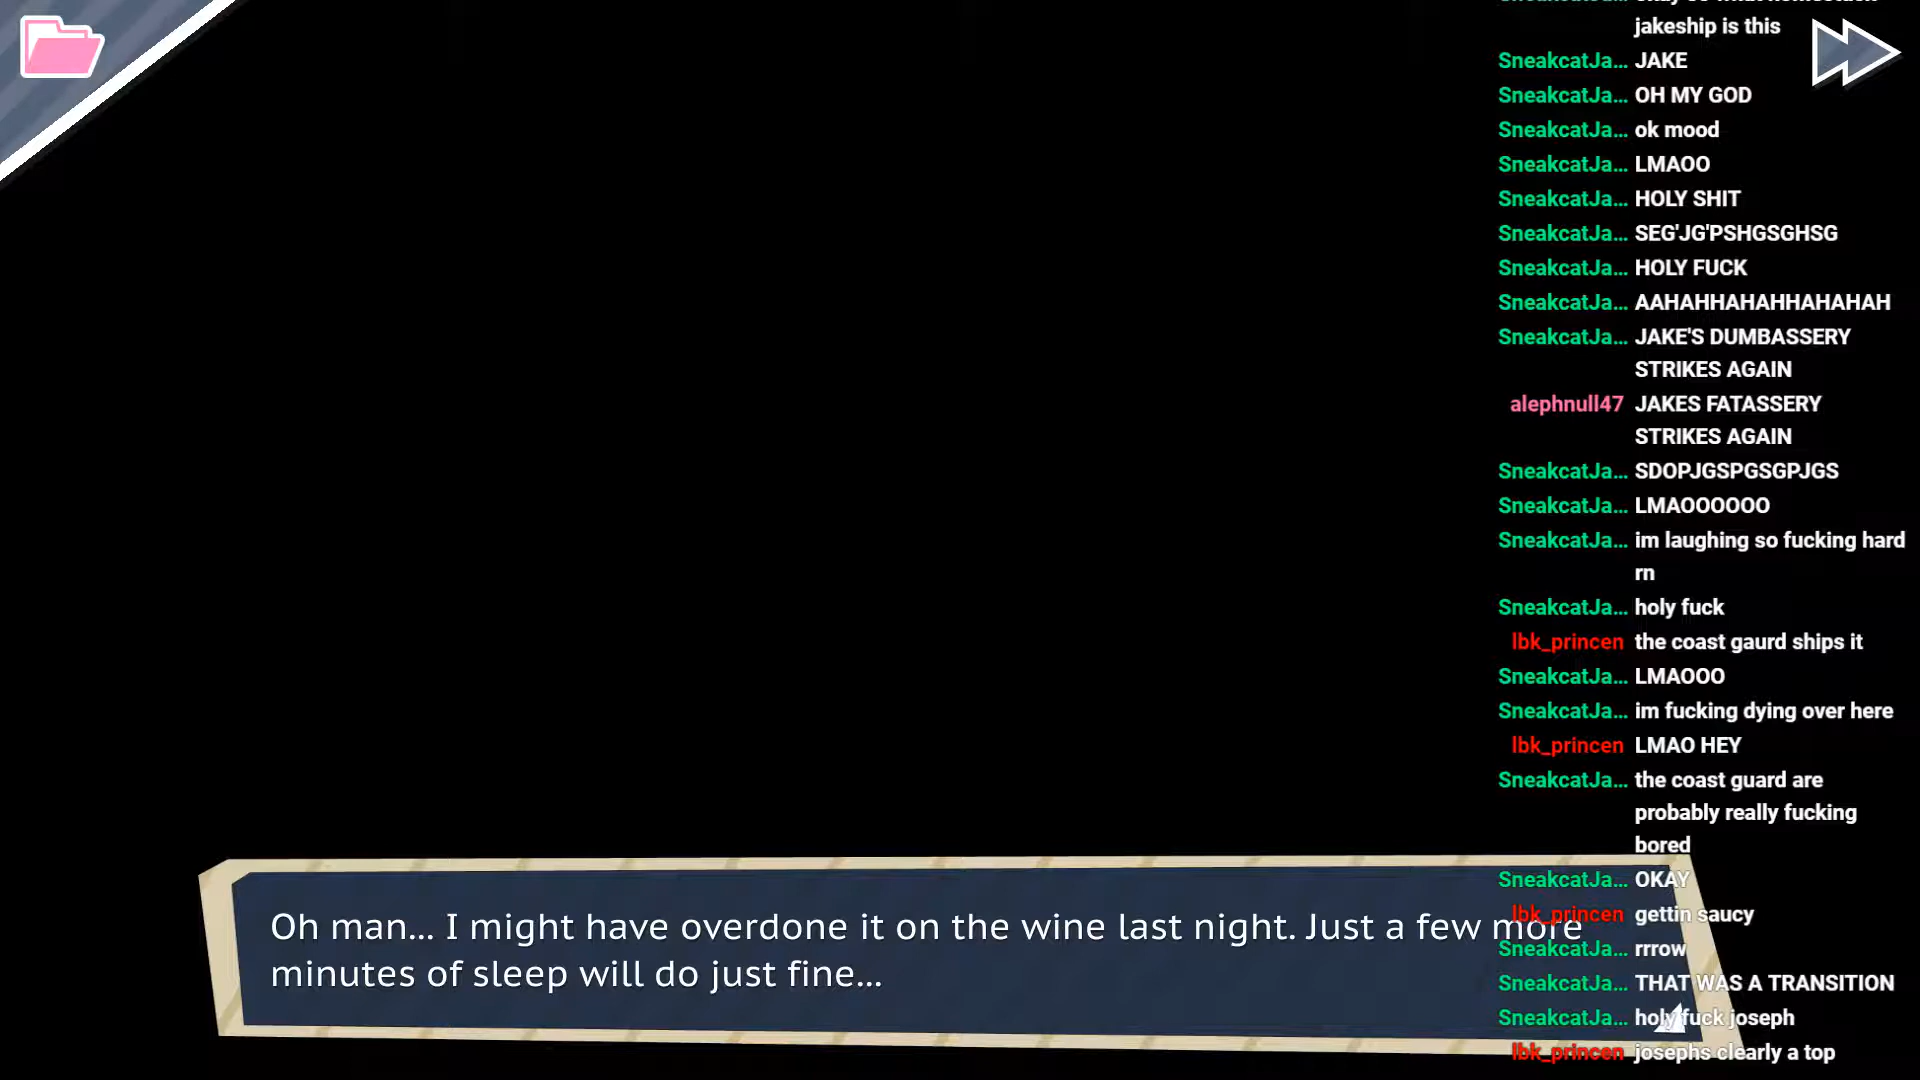 jakeship is this
SneakcatJa... JAKE
SneakcatJa... OH MY GOD
SneakcatJa... ok mood
SneakcatJa... LMAOO
SneakcatJa... HOLY SHIT
SneakcatJa... SEG'JG'PSHGSGHSG
SneakcatJa... HOLY FUCK
SneakcatJa... AAHAHHAHAHHAHAHAH
SneakcatJa... JAKE'S DUMBASSERY
STRIKES AGAIN
alephnull47 JAKES FATASSERY
STRIKES AGAIN
SneakcatJa... SDOPJGSPGSGPJGS
SneakcatJa... LMAOOOOOO
SneakcatJa... im laughing so fucking hard
rn
SneakcatJa... holy fuck
lbk_princen the coast gaurd ships it
SneakcatJa... LMAOOO
SneakcatJa... im fucking dying over here
lbk_princen LMAO HEY
SneakcatJa... the coast guard are
probably really fucking
bored
SneakcatJa... OKAY
lbk_princen gettin saucy
SneakcatJa... rrrow
SneakcatJa... THAT WAS A TRANSITION
SneakcatJa... holy fuck joseph
lbk_princen josephs clearly a top
Oh man... I might have overdone it on the wine last night. Just a few more
minutes of sleep will do just fine...